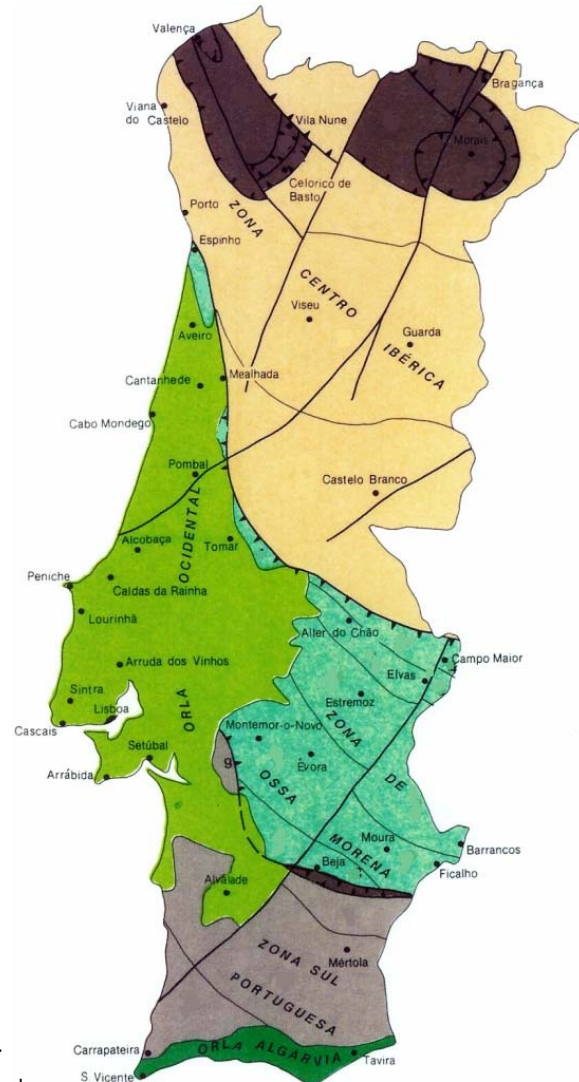 Valença
Bragança
Viana
do Castelo
Vila Nune
Morais
Celorico de
Basto
Porto
ZONA
Espinho
CENTRO
Viseu
Guarda
IBÉRICA
Aveiro
Cantanhede
Mealhada
Cabo Mondego
Pombal
Castelo Branco
OCIDENTAL
Alcobaça
Tomar
Peniche
Caldas da Rainha
Lourinhã
Alter do Chão
Campo Maior
Arruda dos Vinhos
Elvas
Sintra
Estremoz
Lisboa
ORLA
Cascais
Montemor-o-Novo
ZONA
Setúbal
Évora
Arrábida
9
OSSA
DE
Moura
MORENA
Barrancos
Beja
Ficalho
Alvalade
ZONA SUL
Mértola
PORTUGUESA
Carrapateira
ORLA ALGARVIA
Tavira
S. Vicente